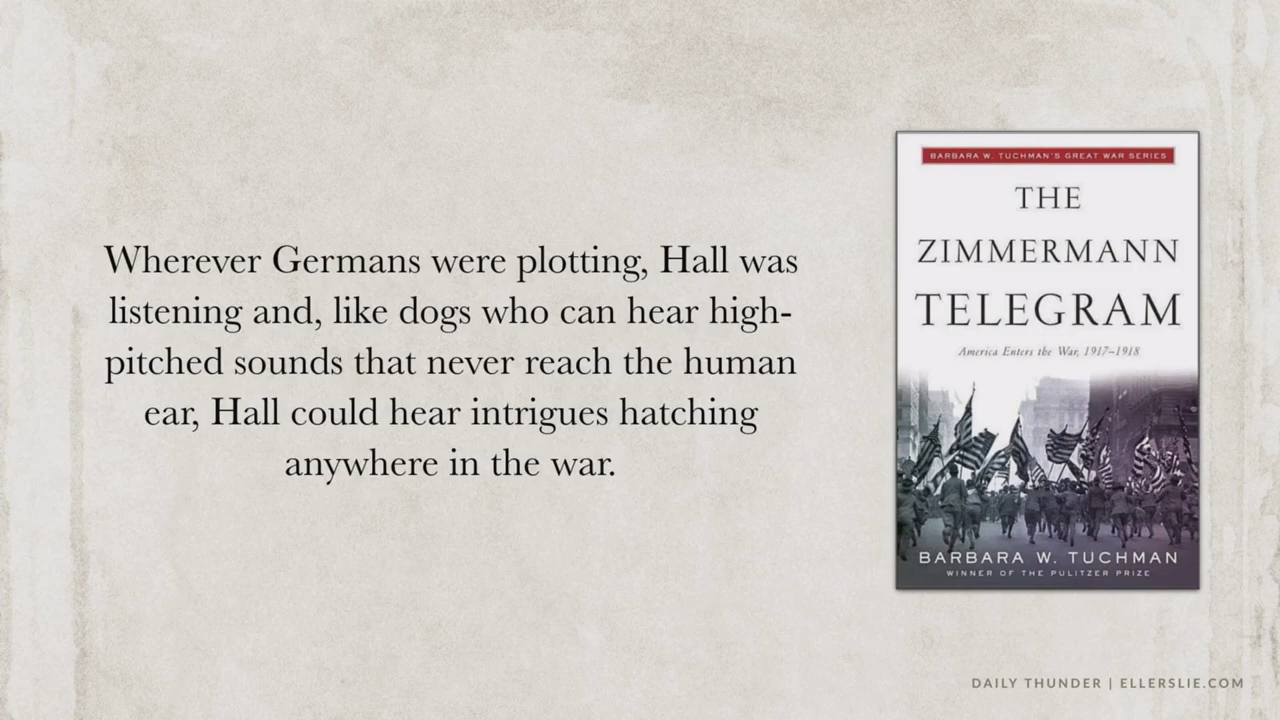 Wherever Germans were plotting, Hall was
listening and, like dogs who can hear high-
pitched sounds that never reach the human
ear, Hall could hear intrigues hatching
anywhere in the war.
BARBARA W. TUCHMAN'S GREAT WAR SERIES
THE
ZIMMERMANN
TELEGRAM
America Enters the War, 1917–1918
BARBARA W. TUCHMAN
WINNER OF THE PULITZER PRIZE
DAILY THUNDER | ELLERSLIE.COM